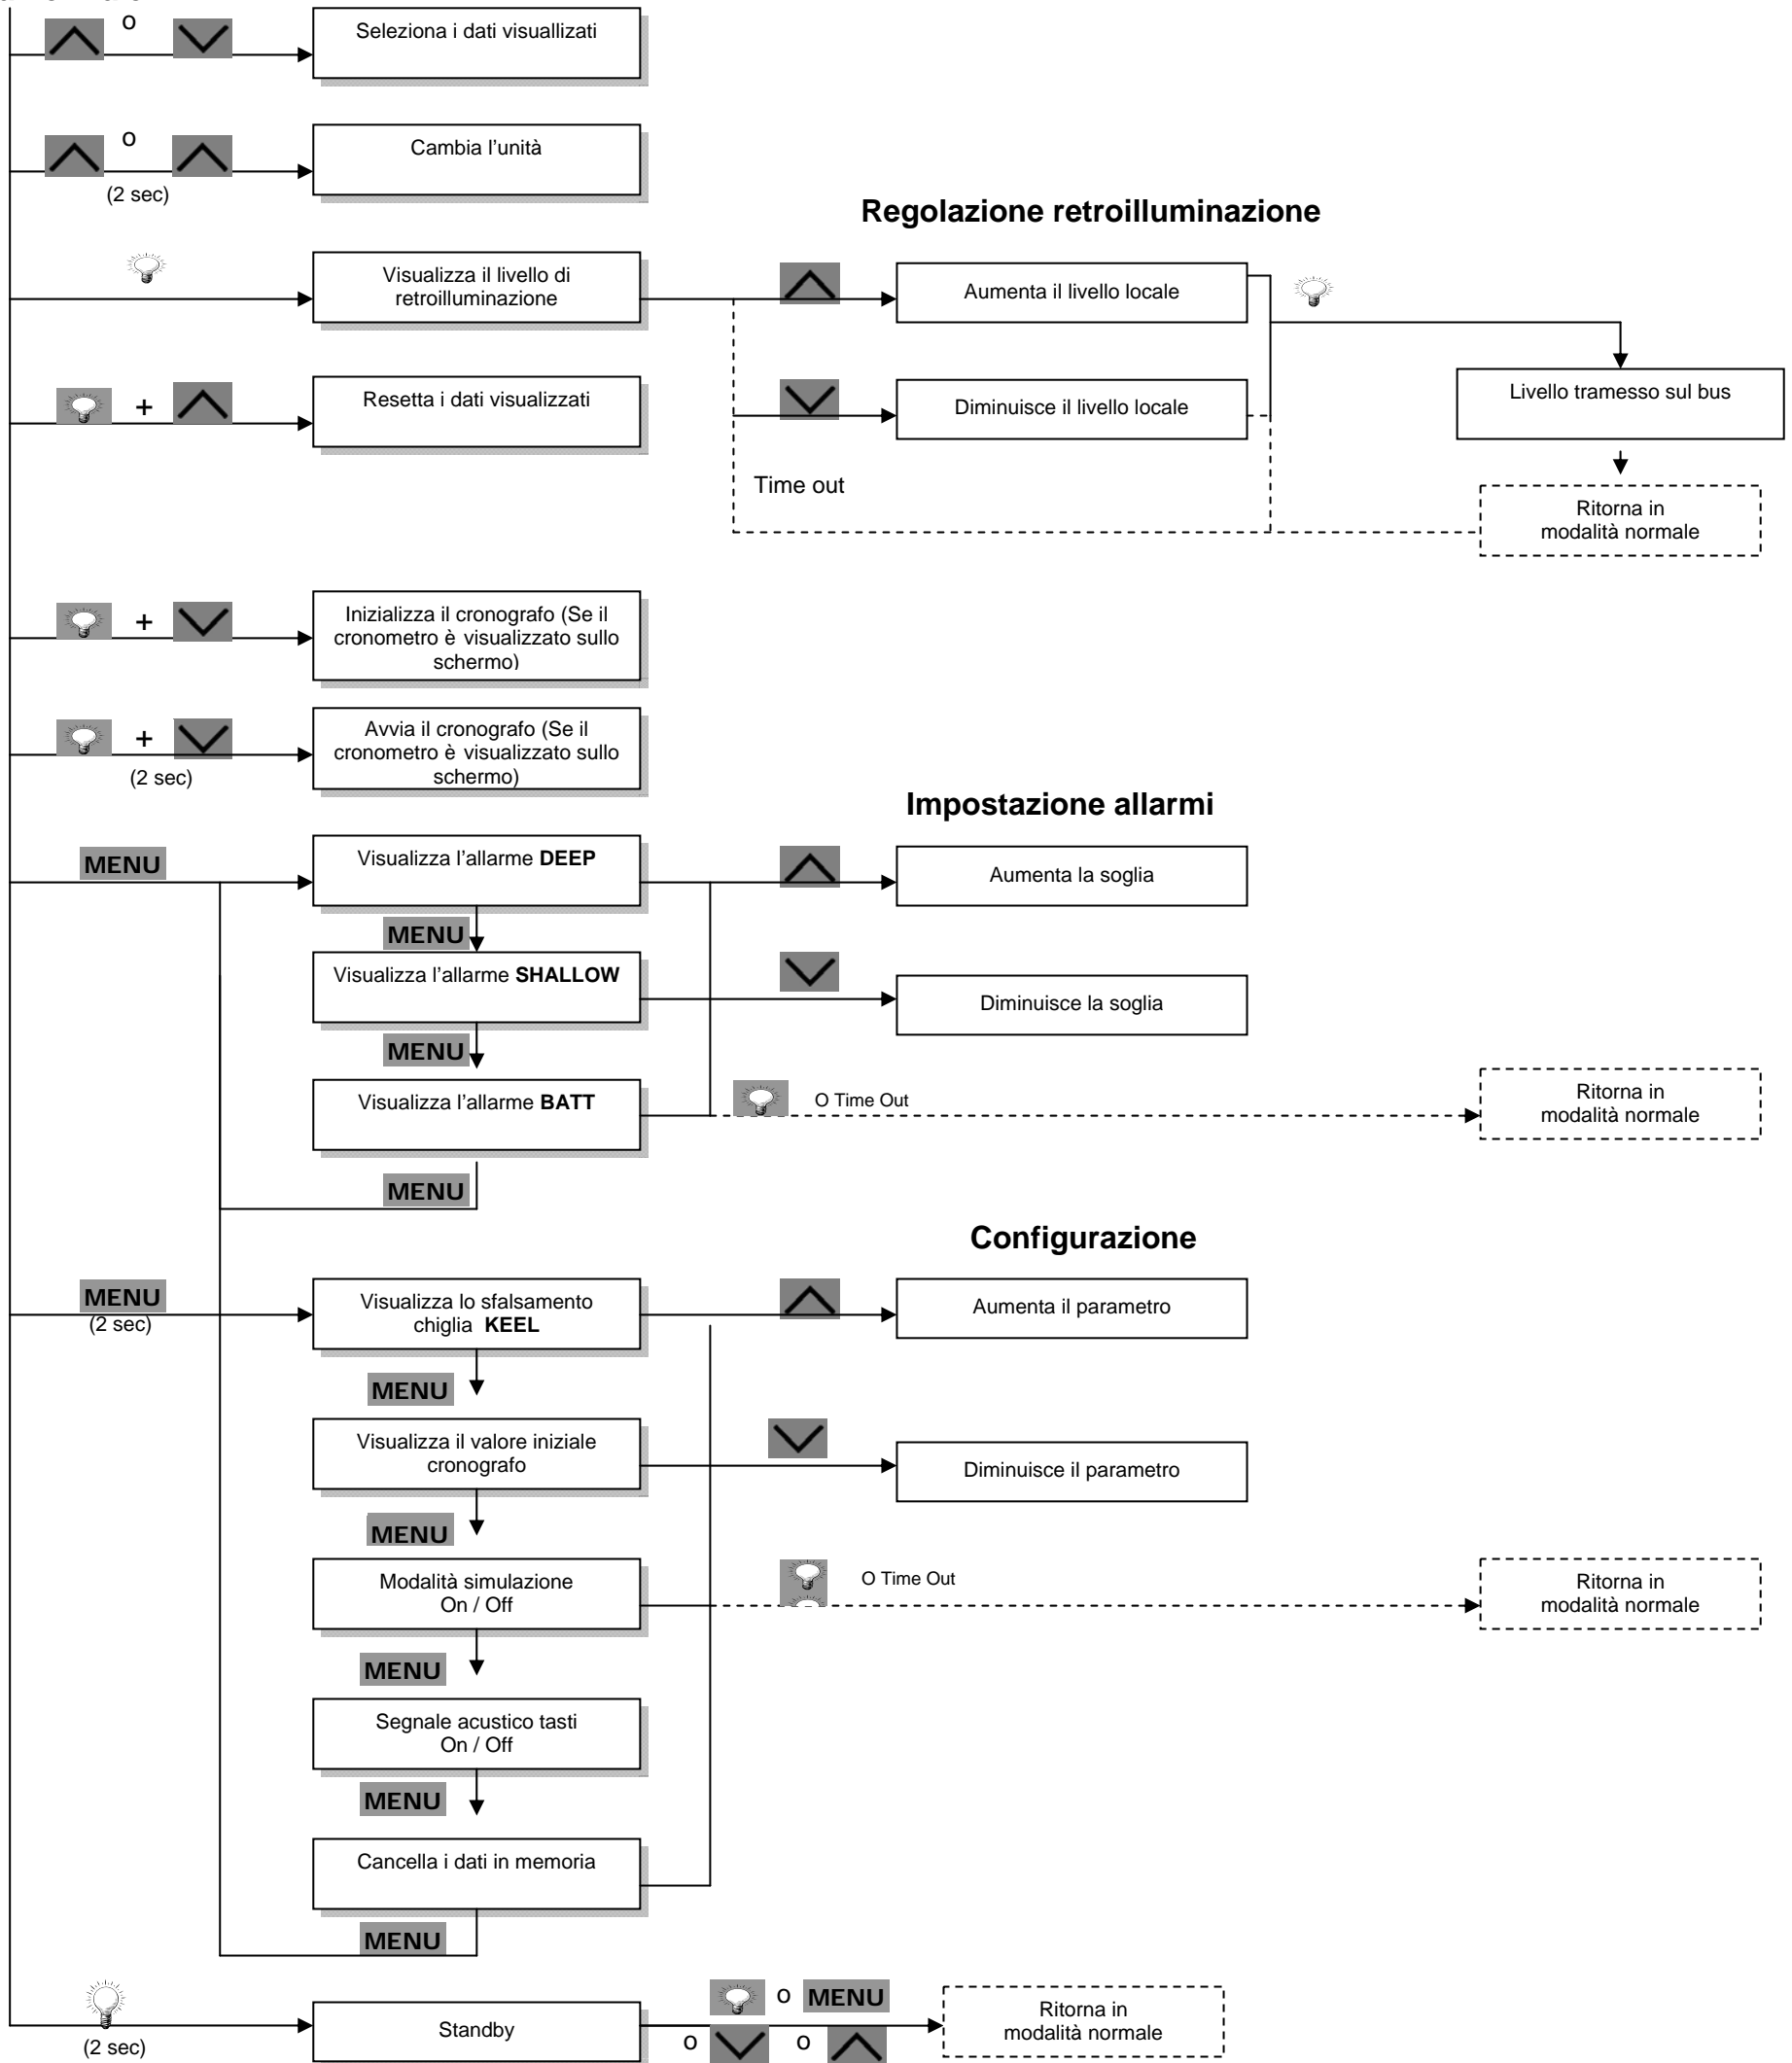 o
Seleziona i dati visuallizati
o
Cambia l'unità
(2 sec)
Regolazione retroilluminazione
Visualizza il livello di
retroilluminazione
Aumenta il livello locale
+
Resetta i dati visualizzati
Diminuisce il livello locale
Livello tramesso sul bus
Time out
Ritorna in
modalità normale
+
Inizializza il cronografo (Se il
cronometro è visualizzato sullo
schermo)
+
(2 sec)
Avvia il cronografo (Se il
cronometro è visualizzato sullo
schermo)
Impostazione allarmi
MENU
Visualizza l'allarme DEEP
Aumenta la soglia
MENU
Visualizza l'allarme SHALLOW
Diminuisce la soglia
MENU
Visualizza l'allarme BATT
O Time Out
Ritorna in
modalità normale
MENU
Configurazione
MENU
(2 sec)
Visualizza lo sfalsamento
chiglia KEEL
Aumenta il parametro
MENU
Visualizza il valore iniziale
cronografo
Diminuisce il parametro
MENU
Modalità simulazione
On / Off
O Time Out
Ritorna in
modalità normale
MENU
Segnale acustico tasti
On / Off
MENU
Cancella i dati in memoria
MENU
(2 sec)
Standby
o MENU
o
o
Ritorna in
modalità normale